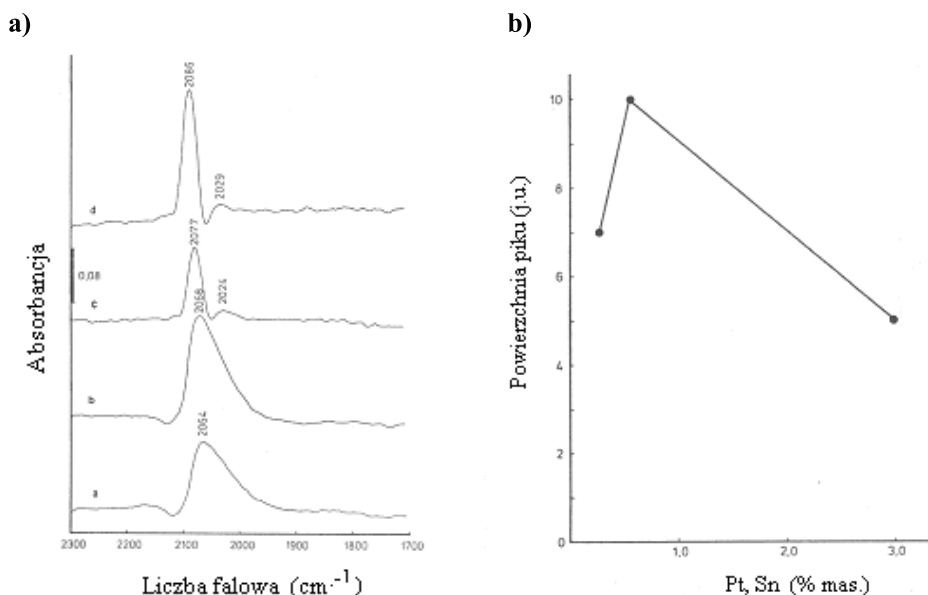 a)
2086
2029
d
2077
2024
0,08
c
2068
b
2064
a
2300 2200 2100 2000 1900 1800 1700
Absorbancja
Liczba falowa (cm.-1)
b)
10
8
6
4
2
0
1,0 2,0 3,0
Powierzchnia piku (j.u.)
Pt, Sn (% mas.)